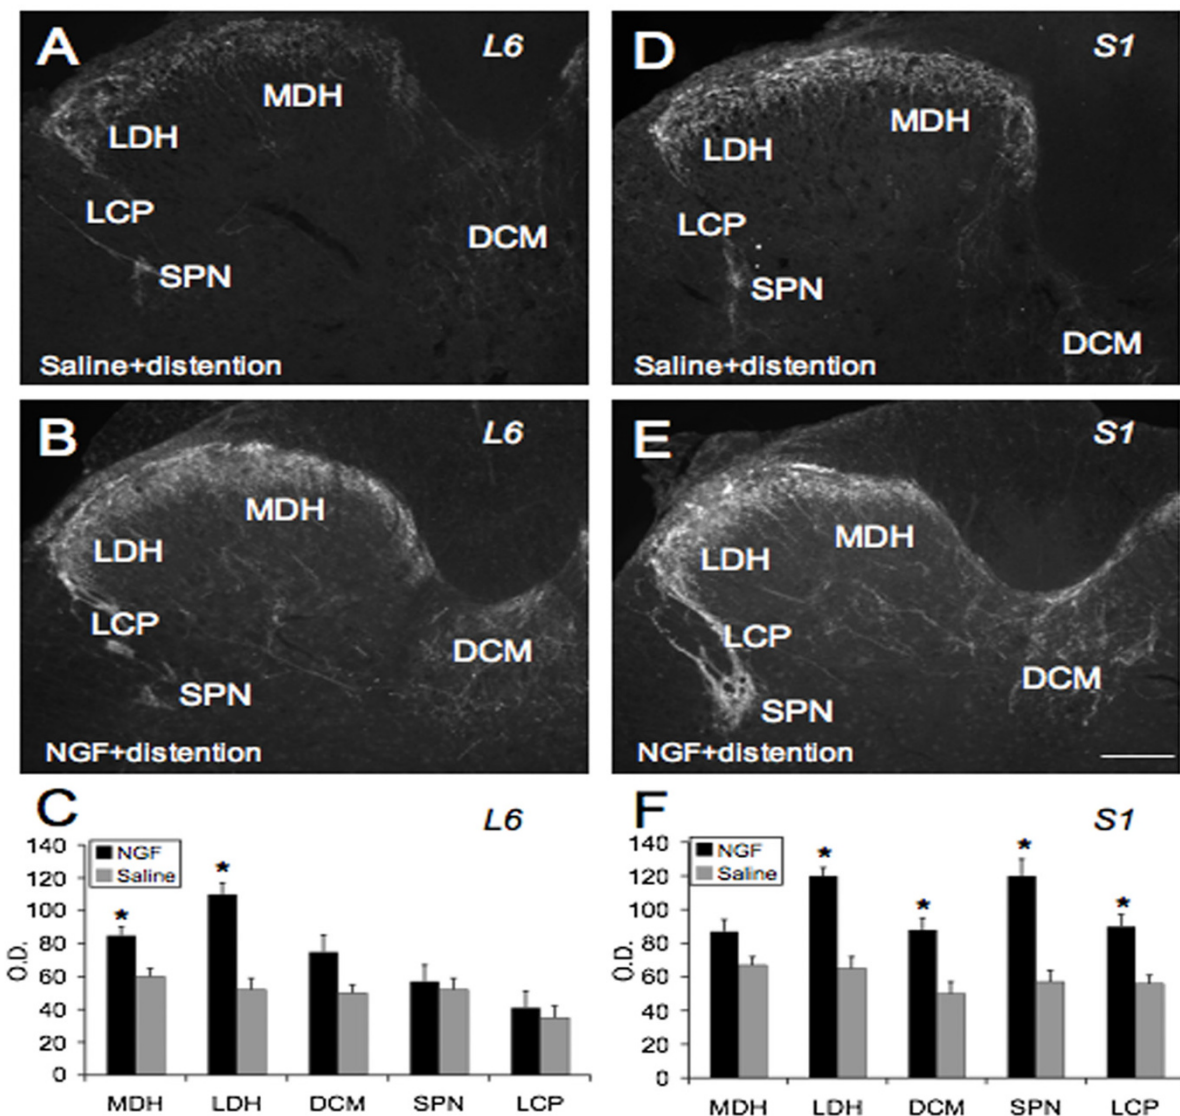 A
L6
MDH
LDH
LCP
DCM
SPN
Saline+distention
D
S1
MDH
LDH
LCP
SPN
DCM
Saline+distention
B
L6
MDH
LDH
LCP
DCM
SPN
NGF+distention
E
S1
MDH
LDH
LCP
DCM
SPN
NGF+distention
C
L6
140
120
100
80
60
40
20
0
O.D.
NGF
Saline
*
*
MDH LDH DCM SPN LCP
F
S1
140
120
100
80
60
40
20
0
O.D.
NGF
Saline
*
*
*
*
MDH LDH DCM SPN LCP